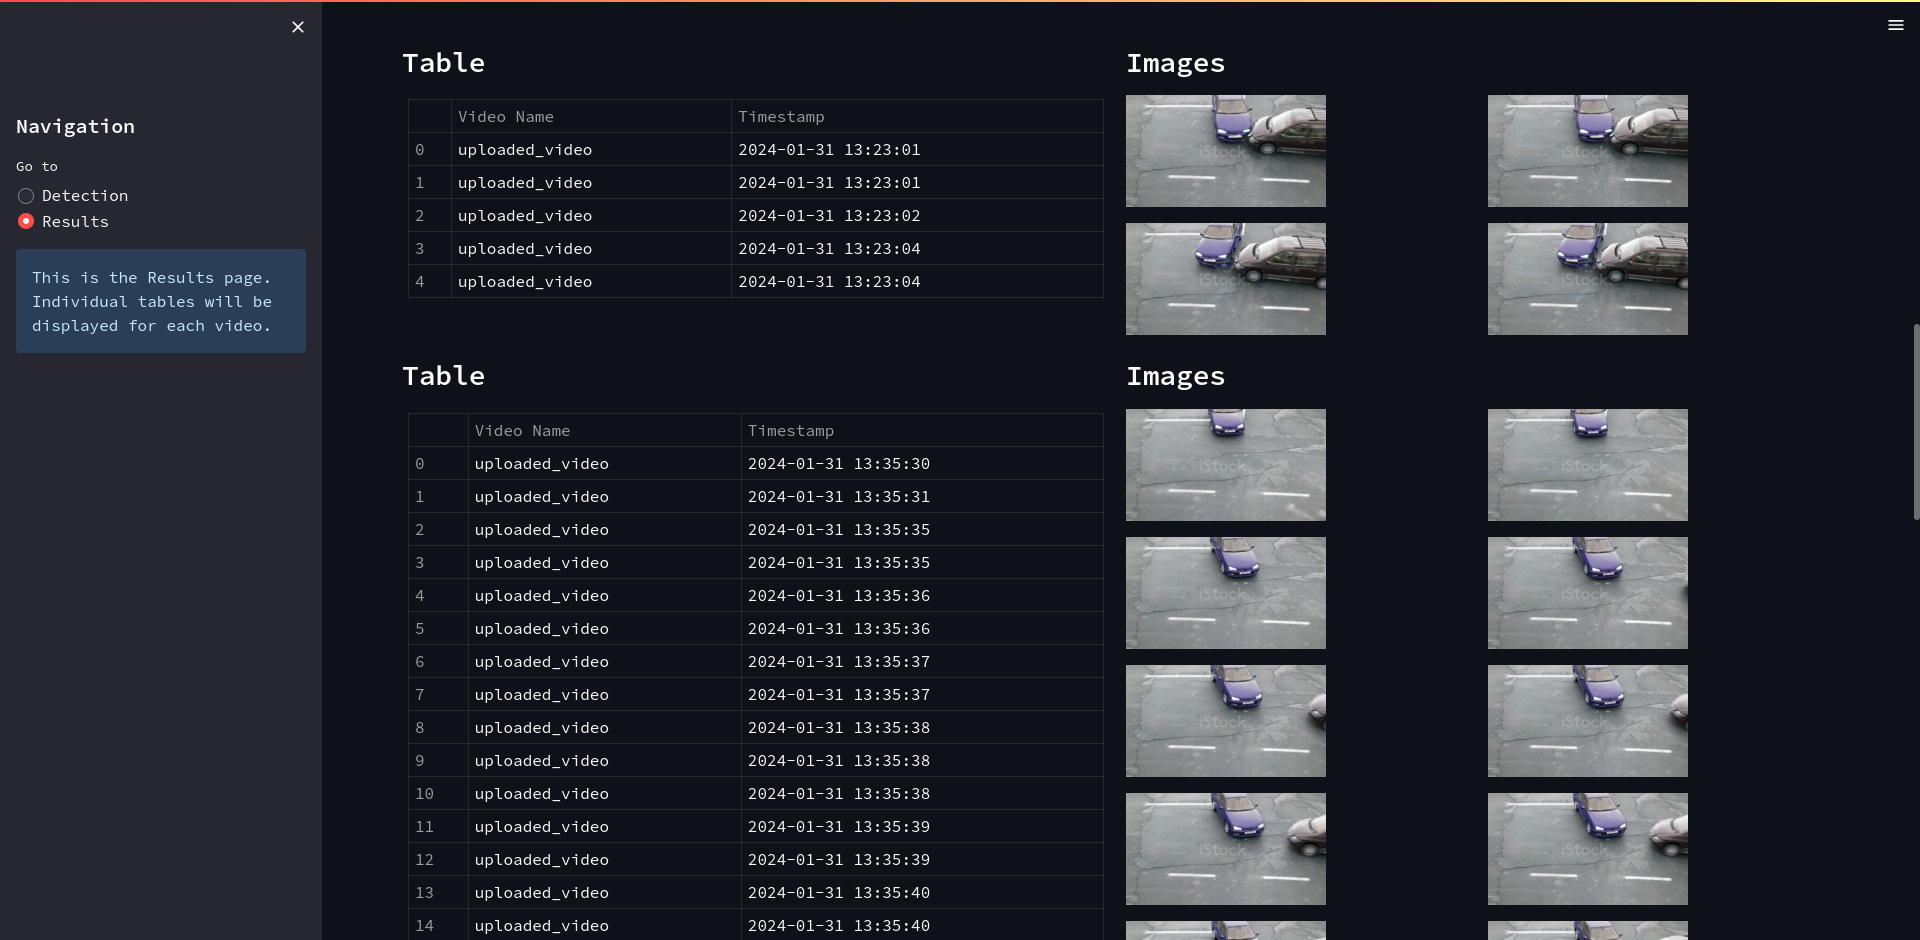 Navigation
Go to
Detection
Results
This is the Results page.
Individual tables will be
displayed for each video.
Table
Video Name Timestamp
0 uploaded_video 2024-01-31 13:23:01
1 uploaded_video 2024-01-31 13:23:01
2 uploaded_video 2024-01-31 13:23:02
3 uploaded_video 2024-01-31 13:23:04
4 uploaded_video 2024-01-31 13:23:04
Images
iStock
iStock
iStock
iStock
Table
Video Name Timestamp
0 uploaded_video 2024-01-31 13:35:30
1 uploaded_video 2024-01-31 13:35:31
2 uploaded_video 2024-01-31 13:35:35
3 uploaded_video 2024-01-31 13:35:35
4 uploaded_video 2024-01-31 13:35:36
5 uploaded_video 2024-01-31 13:35:36
6 uploaded_video 2024-01-31 13:35:37
7 uploaded_video 2024-01-31 13:35:37
8 uploaded_video 2024-01-31 13:35:38
9 uploaded_video 2024-01-31 13:35:38
10 uploaded_video 2024-01-31 13:35:38
11 uploaded_video 2024-01-31 13:35:39
12 uploaded_video 2024-01-31 13:35:39
13 uploaded_video 2024-01-31 13:35:40
14 uploaded_video 2024-01-31 13:35:40
Images
iStock
iStock
iStock
iStock
iStock
iStock
iStock
iStock